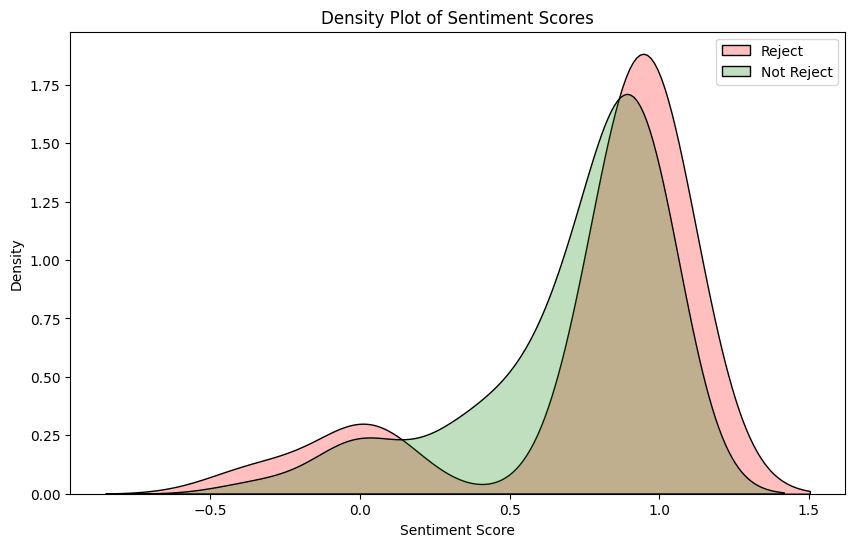 Density Plot of Sentiment Scores
Reject
Not Reject
1.75
1.50
1.25
1.00
0.75
0.50
0.25
0.00
Density
−0.5
0.0
0.5
1.0
1.5
Sentiment Score